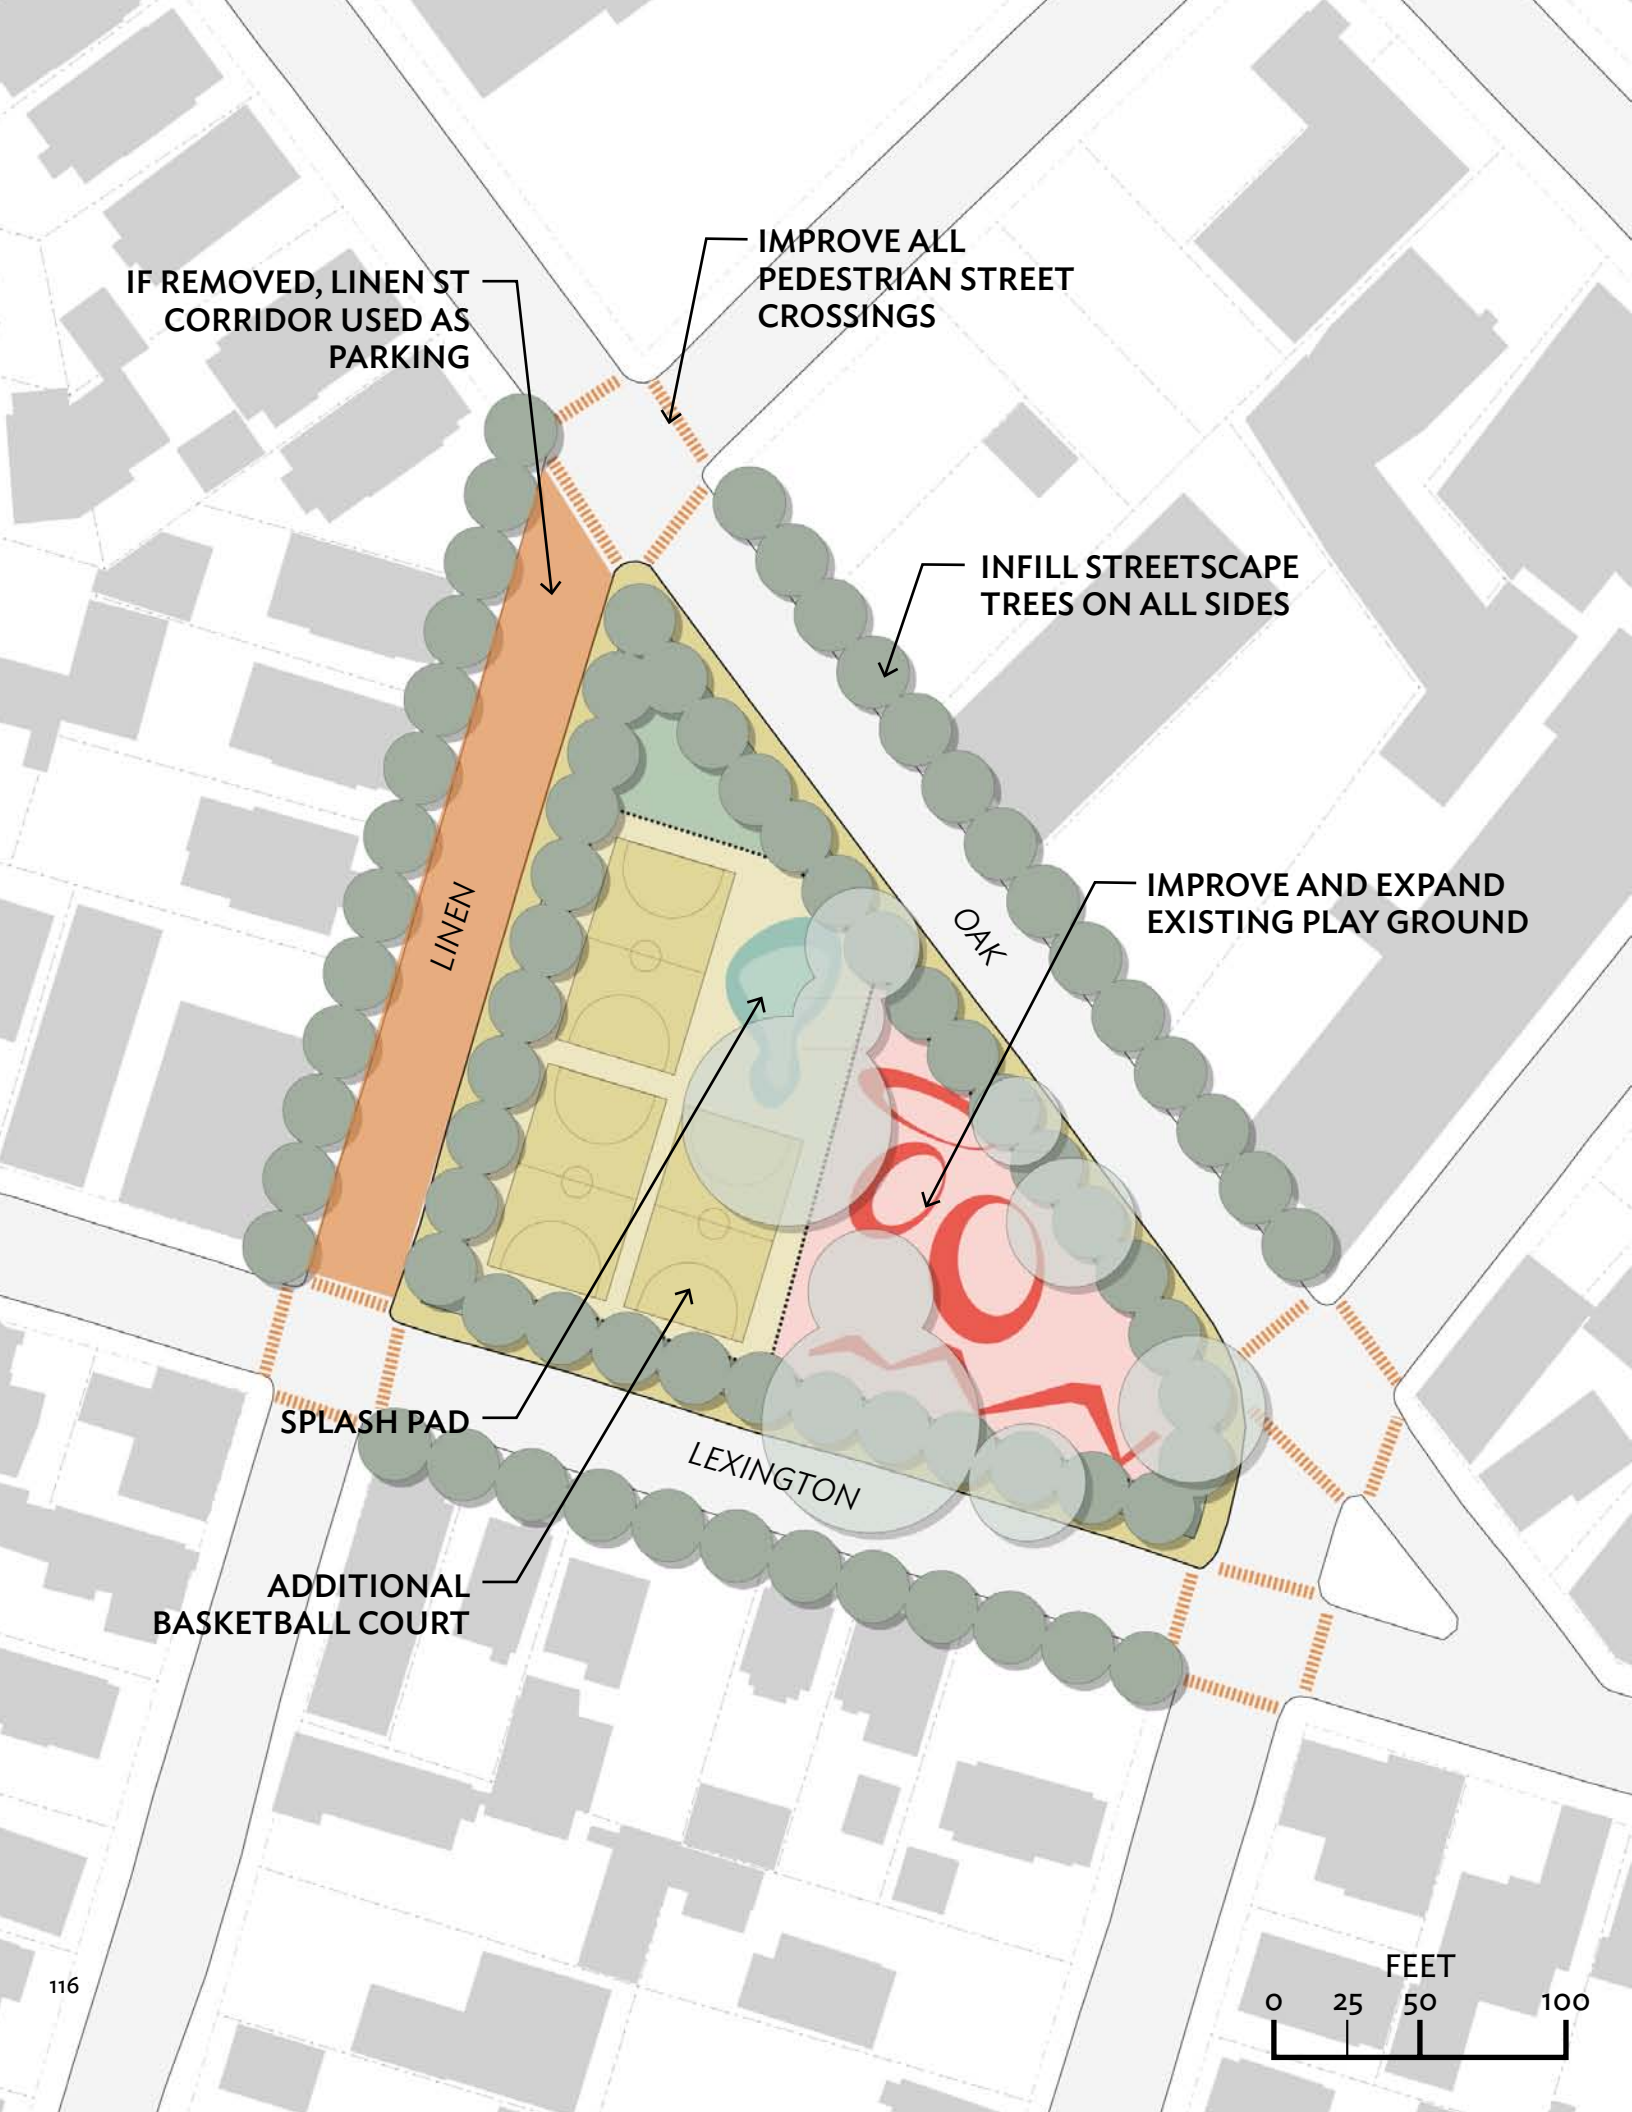 IMPROVE ALL
PEDESTRIAN STREET
CROSSINGS
IF REMOVED, LINEN ST
CORRIDOR USED AS
PARKING
INFILL STREETSCAPE
TREES ON ALL SIDES
IMPROVE AND EXPAND
EXISTING PLAY GROUND
LINEN
OAK
SPLASH PAD
LEXINGTON
ADDITIONAL
BASKETBALL COURT
116
FEET
0 25 50 100